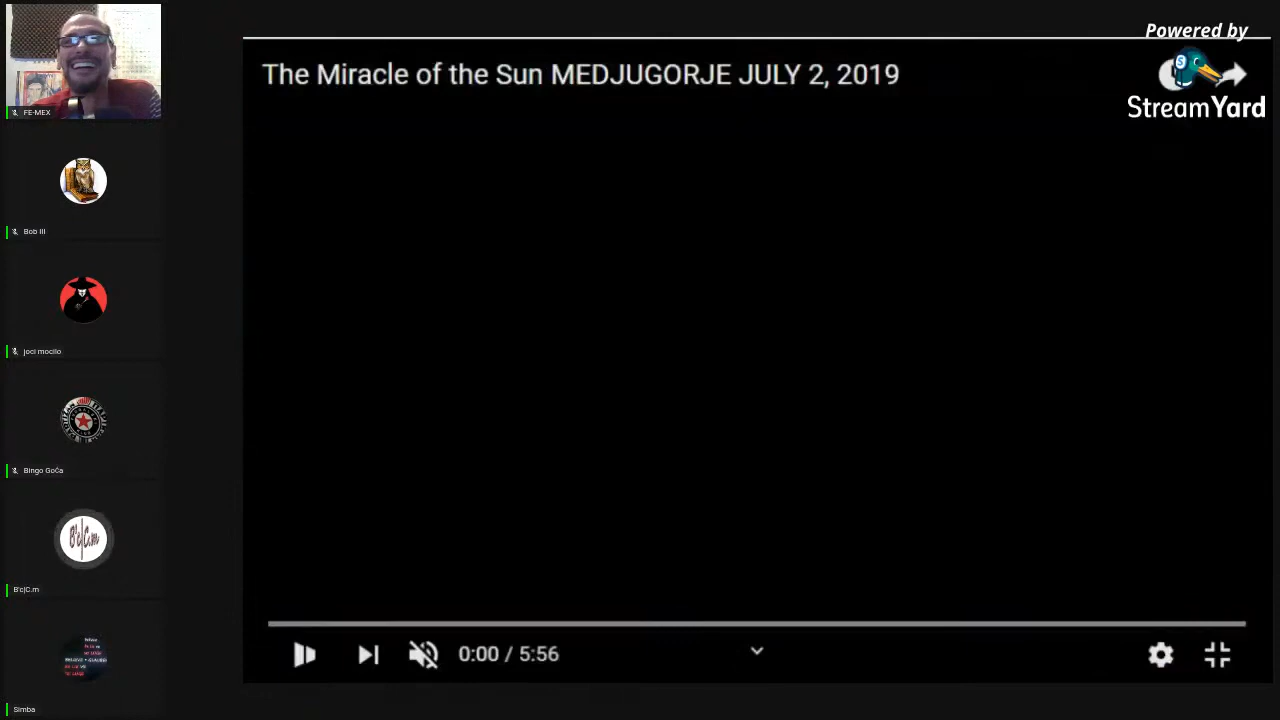 Powered by
StreamYard
The Miracle of the Sun MEDJUGORJE JULY 2, 2019
FE-MEX
Bob III
joci mocilo
Bingo Goča
B'c|C.m
B'c|C.m
Simba
0:00 / 5:56